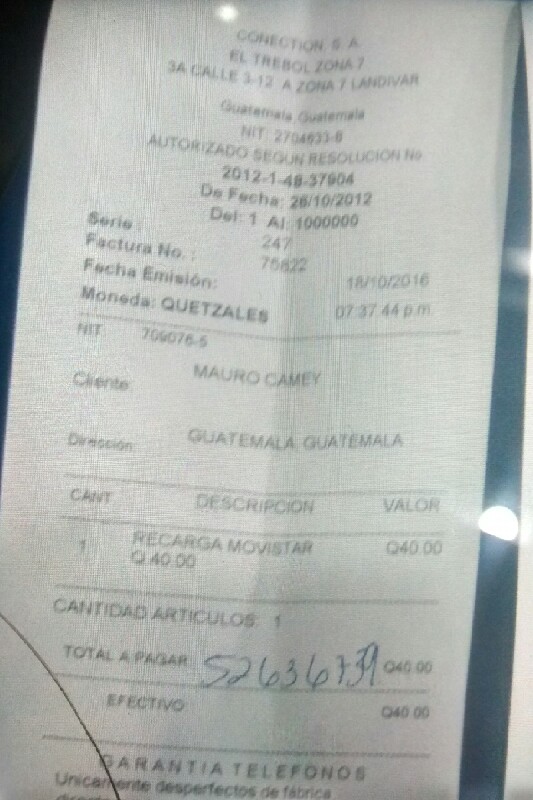 CONECTION S. A.
EL TREBOL ZONA 7
3A CALLE 3-12 A ZONA 7 LANDIVAR
Guatemala, Guatemala
NIT: 2704633-8
AUTORIZADO SEGUN RESOLUCION No
2012-1-48-37904
De Fecha: 26/10/2012
Del: 1 Al: 1000000
Serie : 247
Factura No. : 75822
Fecha Emisión: 18/10/2016
Moneda: QUETZALES 07:37:44 p.m.
NIT: 709076-5
Cliente: MAURO CAMEY
Dirección: GUATEMALA, GUATEMALA
CANT DESCRIPCION VALOR
1 RECARGA MOVISTAR Q40.00
Q.40.00
CANTIDAD ARTICULOS: 1
TOTAL A PAGAR Q40.00
EFECTIVO Q40.00
GARANTIA TELEFONOS
Unicamente desperfectos de fábrica